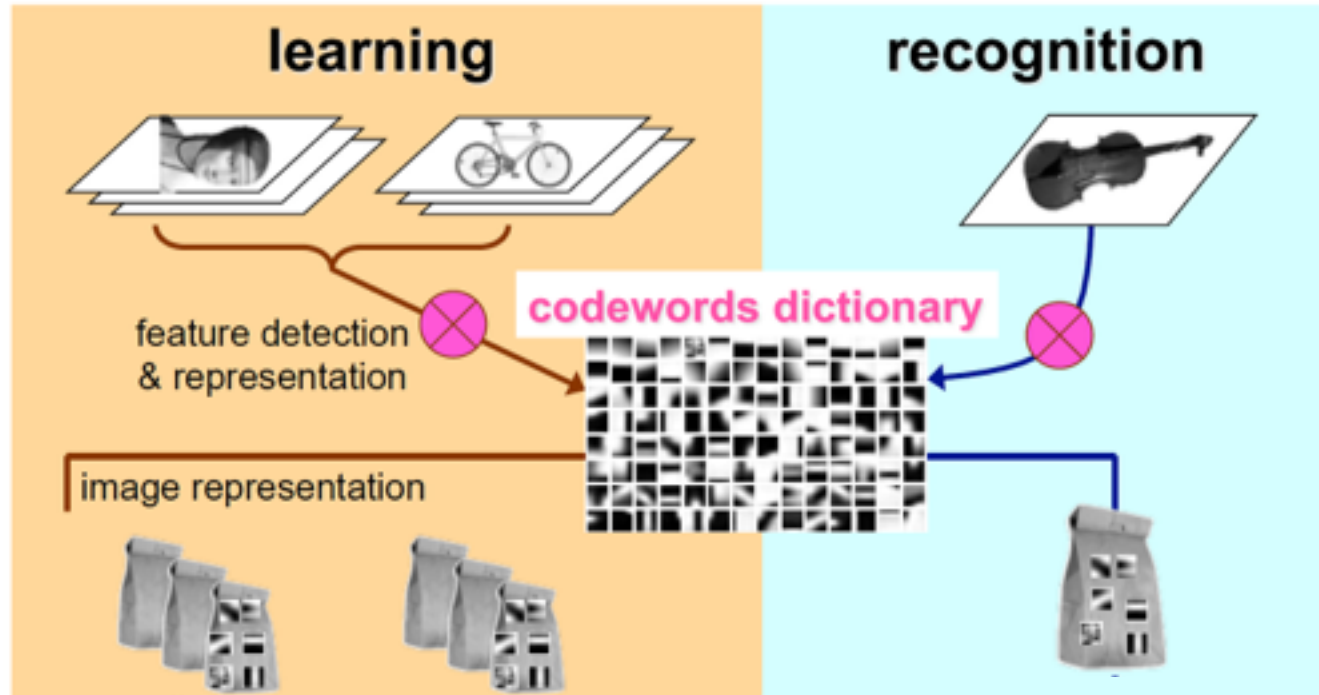 learning
recognition
codewords dictionary
feature detection
& representation
image representation